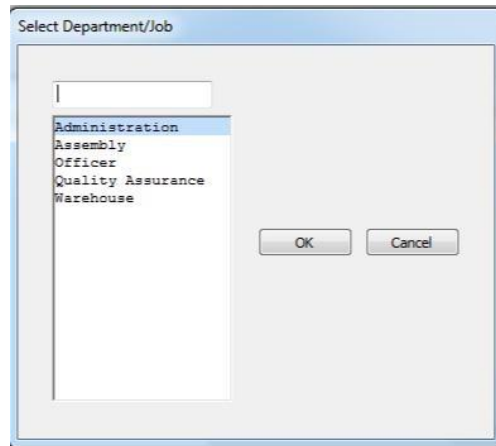 Select Department/Job
Administration
Assembly
Officer
Quality Assurance
Warehouse
OK
Cancel